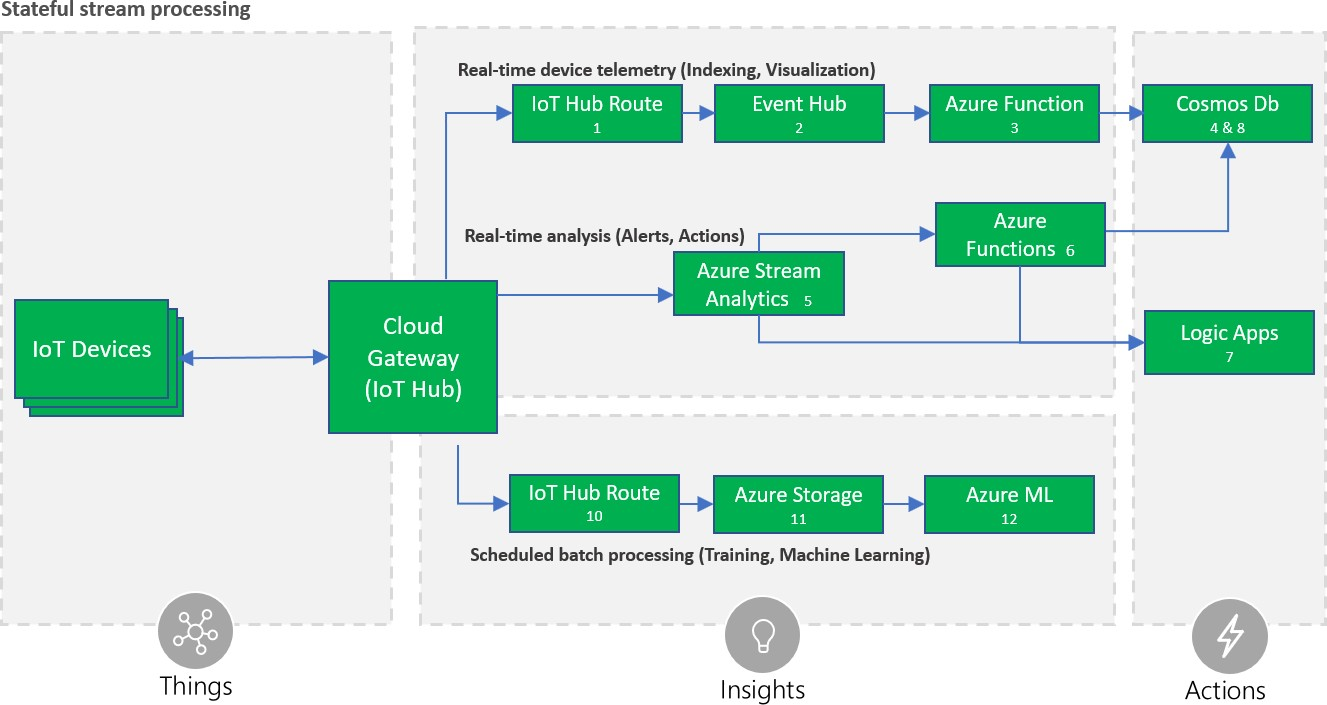 Stateful stream processing
Real-time device telemetry (Indexing, Visualization)
IoT Hub Route
1
Event Hub
2
Azure Function
3
Cosmos Db
4 & 8
Real-time analysis (Alerts, Actions)
Azure Stream
Analytics 5
Azure
Functions 6
Logic Apps
7
IoT Devices
Cloud
Gateway
(IoT Hub)
IoT Hub Route
10
Azure Storage
11
Azure ML
12
Scheduled batch processing (Training, Machine Learning)
Things
Insights
Actions